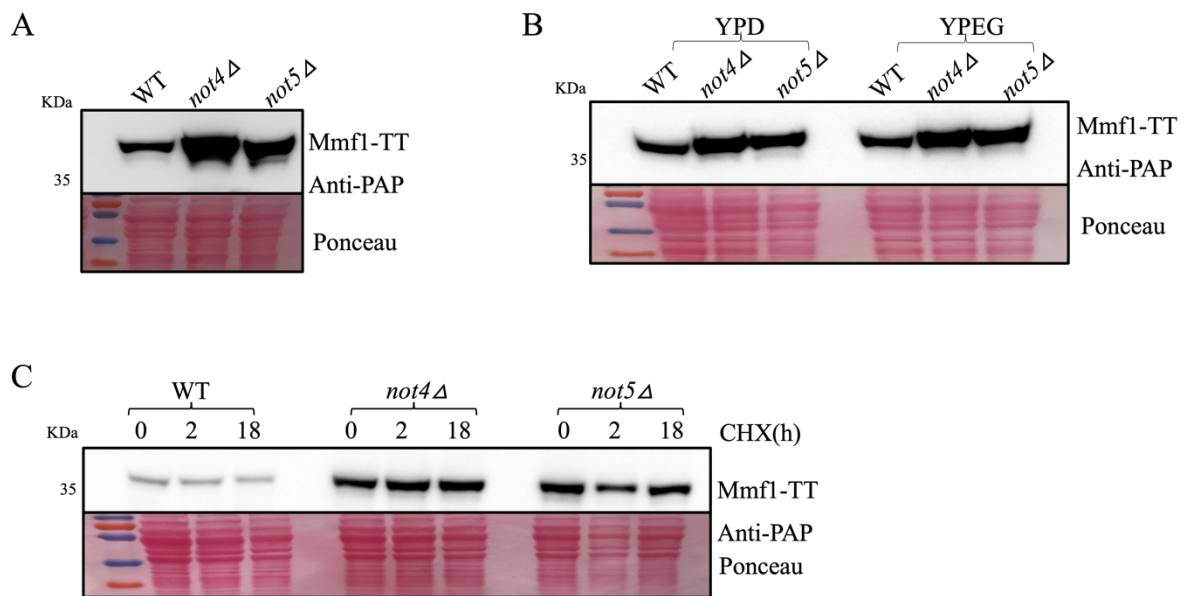 A
WT not4Δ not5Δ
KDa
Mmf1-TT
35
Anti-PAP
Ponceau
B
YPD YPEG
WT not4Δ not5Δ WT not4Δ not5Δ
KDa
Mmf1-TT
35
Anti-PAP
Ponceau
C
WT not4Δ not5Δ
KDa 0 2 18 0 2 18 0 2 18 CHX(h)
35 Mmf1-TT
Anti-PAP
Ponceau